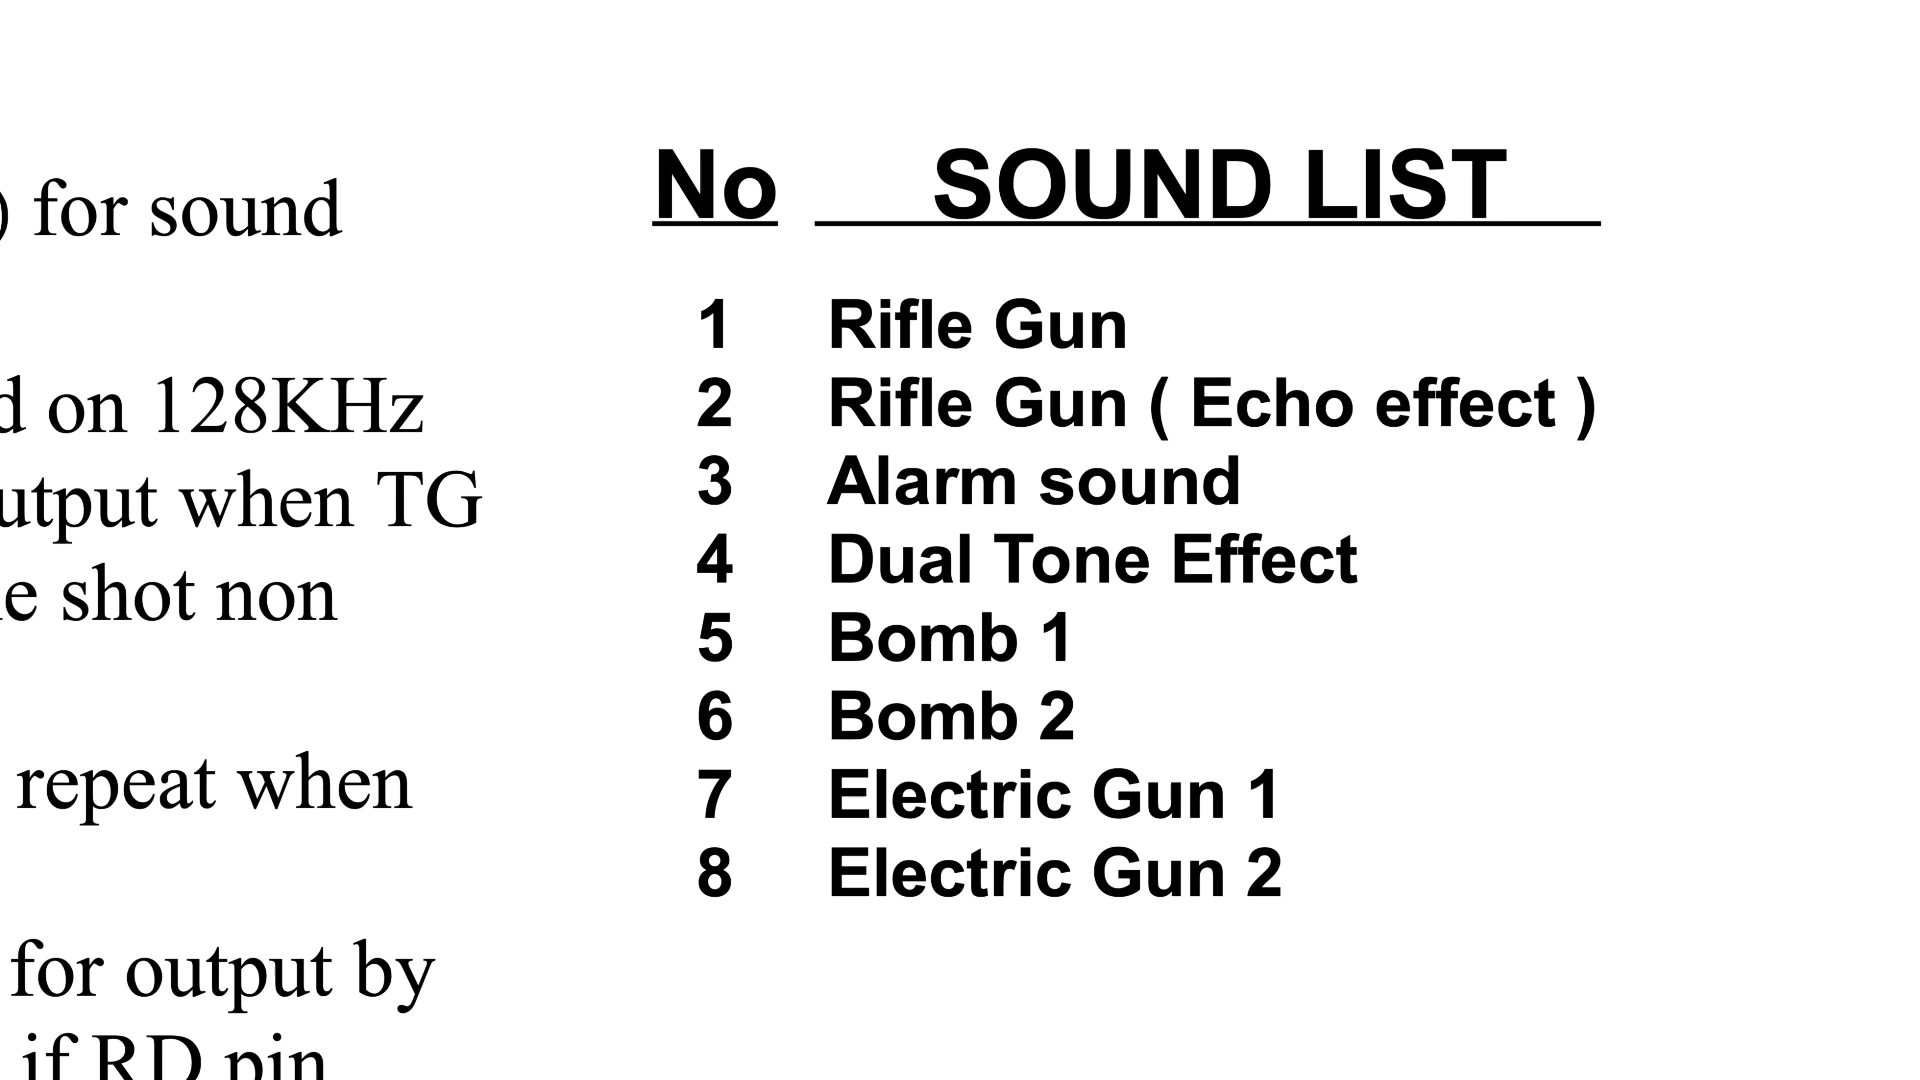 ) for sound
d on 128KHz
utput when TG
e shot non
repeat when
for output by
if RD pin
No SOUND LIST
1 Rifle Gun
2 Rifle Gun ( Echo effect )
3 Alarm sound
4 Dual Tone Effect
5 Bomb 1
6 Bomb 2
7 Electric Gun 1
8 Electric Gun 2